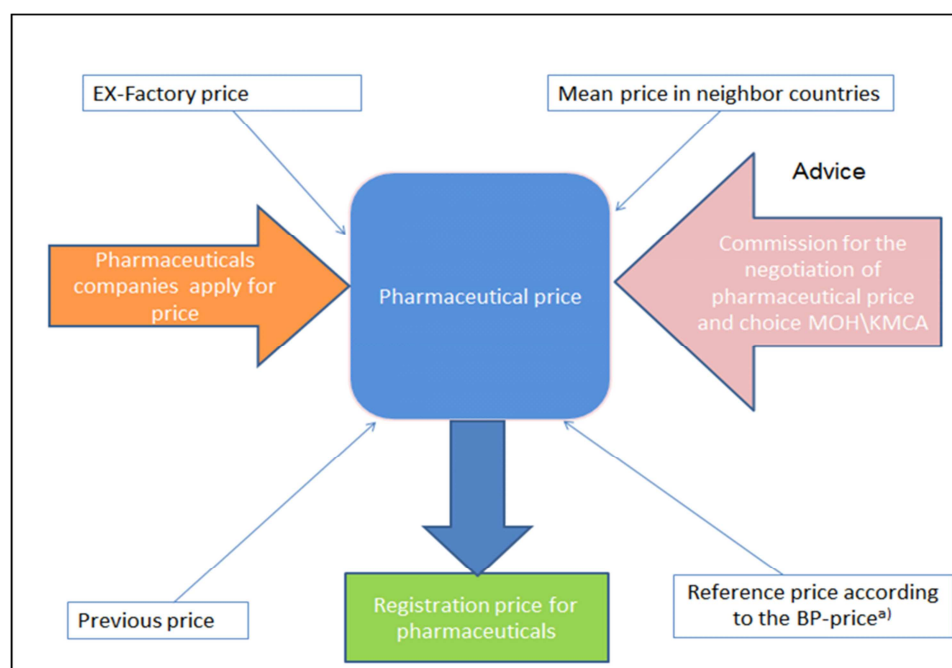 EX-Factory price
Mean price in neighbor countries
Advice
Pharmaceuticals
companies apply for
price
Pharmaceutical price
Commission for the
negotiation of
pharmaceutical price
and choice MOH\KMCA
Previous price
Registration price for
pharmaceuticals
Reference price according
to the BP-priceᵃ⁾